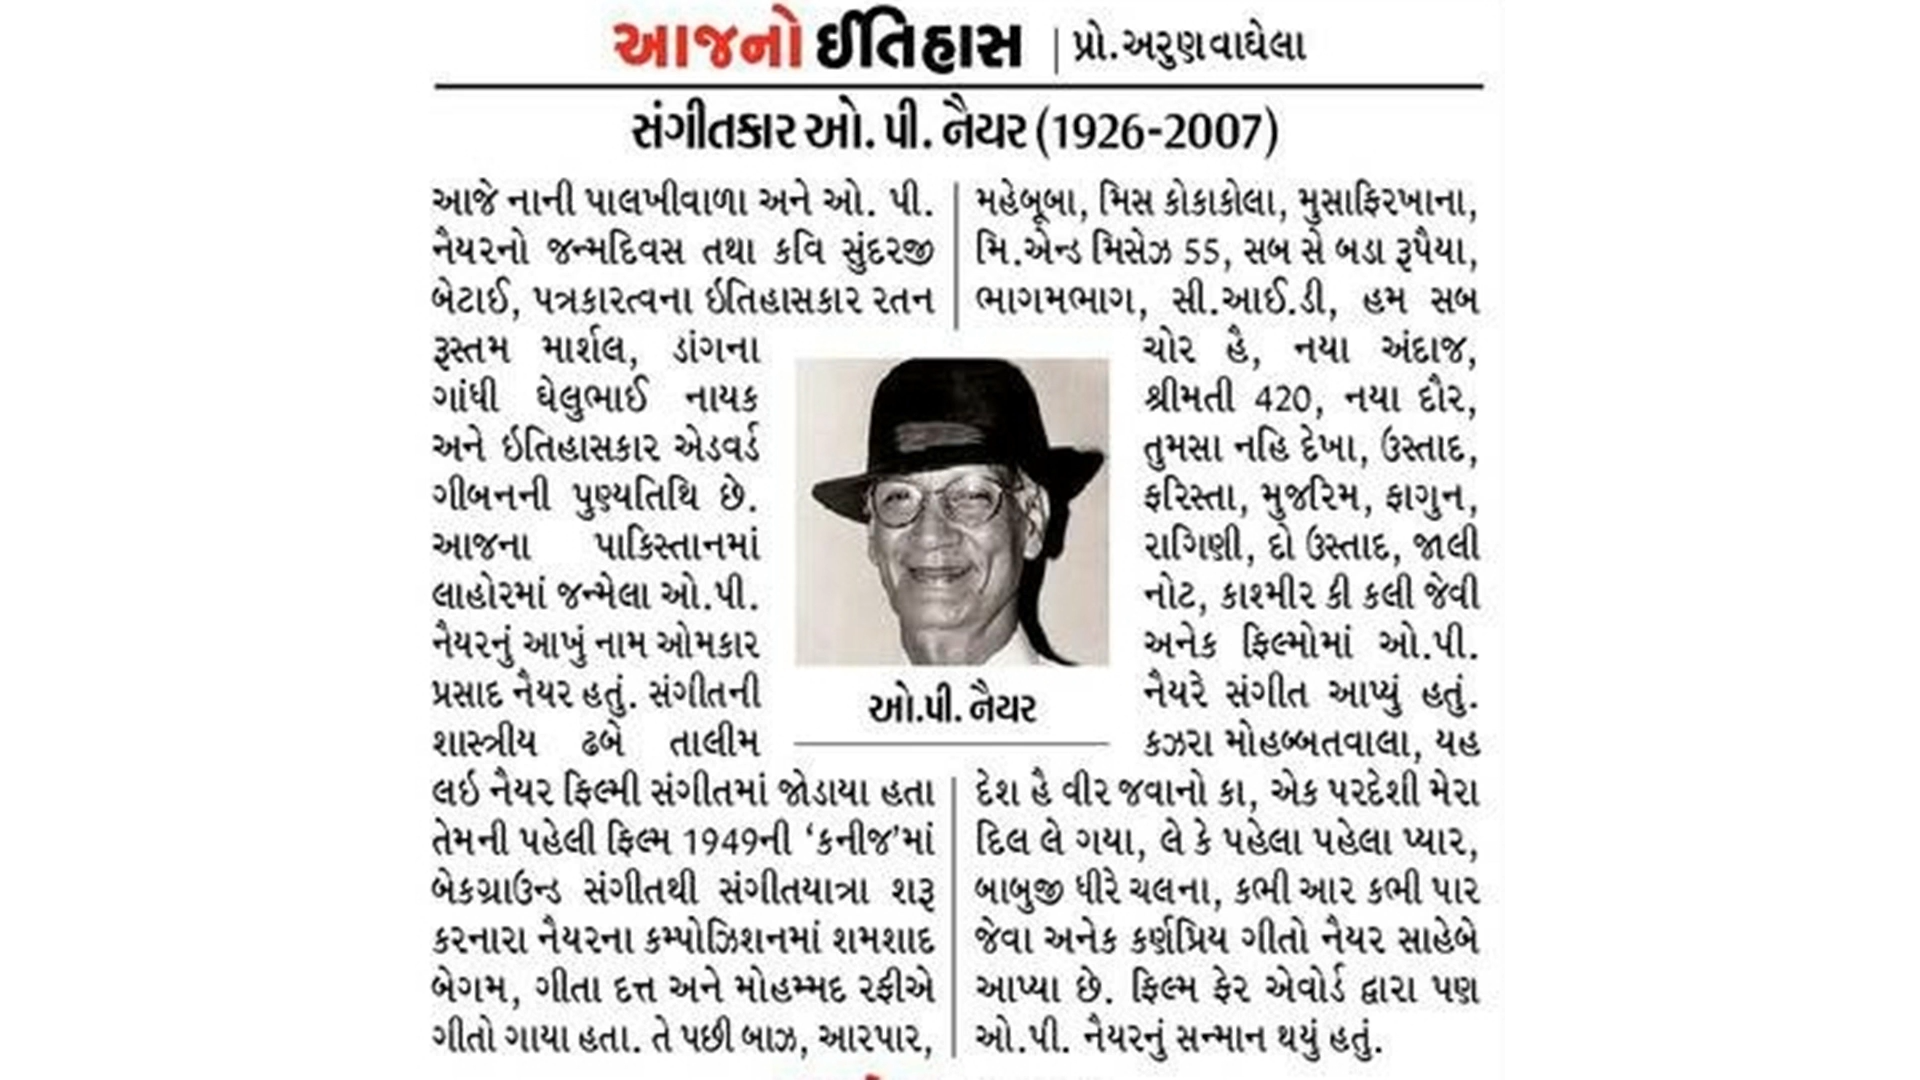 આજનો ઈતિહાસ | પ્રો.અરુણ વાઘેલા
સંગીતકાર ઓ. પી. નૈયર (1926-2007)
આજે નાની પાલખીવાળા અને ઓ. પી.
નૈયરનો જન્મદિવસ તથા કવિ સુંદરજી
બેટાઈ, પત્રકારત્વના ઇતિહાસકાર રતન
રૂસ્તમ માર્શલ, ડાંગના
ગાંધી ઘેલુભાઈ નાયક
અને ઇતિહાસકાર એડવર્ડ
ગીબનની પુણ્યતિથિ છે.
આજના પાકિસ્તાનમાં
લાહોરમાં જન્મેલા ઓ.પી.
નૈયરનું આખું નામ ઓમકાર
પ્રસાદ નૈયર હતું. સંગીતની
શાસ્ત્રીય ઢબે તાલીમ
લઇ નૈયર ફિલ્મી સંગીતમાં જોડાયા હતા
તેમની પહેલી ફિલ્મ 1949ની ‘કનીજ’માં
બેકગ્રાઉન્ડ સંગીતથી સંગીતયાત્રા શરૂ
કરનારા નૈયરના કમ્પોઝિશનમાં શમશાદ
બેગમ, ગીતા દત્ત અને મોહમ્મદ રફીએ
ગીતો ગાયા હતા. તે પછી બાઝ, આરપાર,
મહેબૂબા, મિસ કોકાકોલા, મુસાફિરખાના,
મિ.એન્ડ મિસેઝ 55, સબ સે બડા રૂપૈયા,
ભાગમભાગ, સી.આઈ.ડી, હમ સબ
ચોર હૈ, નયા અંદાજ,
શ્રીમતી 420, નયા દૌર,
તુમસા નહિ દેખા, ઉસ્તાદ,
ફરિસ્તા, મુજરિમ, ફાગુન,
રાગિણી, દો ઉસ્તાદ, જાલી
નોટ, કાશ્મીર કી કલી જેવી
અનેક ફિલ્મોમાં ઓ.પી.
નૈયરે સંગીત આપ્યું હતું.
કઝરા મોહબ્બતવાલા, યહ
દેશ હૈ વીર જવાનો કા, એક પરદેશી મેરા
દિલ લે ગયા, લે કે પહેલા પહેલા પ્યાર,
બાબુજી ધીરે ચલના, કભી આર કભી પાર
જેવા અનેક કર્ણપ્રિય ગીતો નૈયર સાહેબે
આપ્યા છે. ફિલ્મ ફેર એવોર્ડ દ્વારા પણ
ઓ.પી. નૈયરનું સન્માન થયું હતું.
ઓ.પી. નૈયર